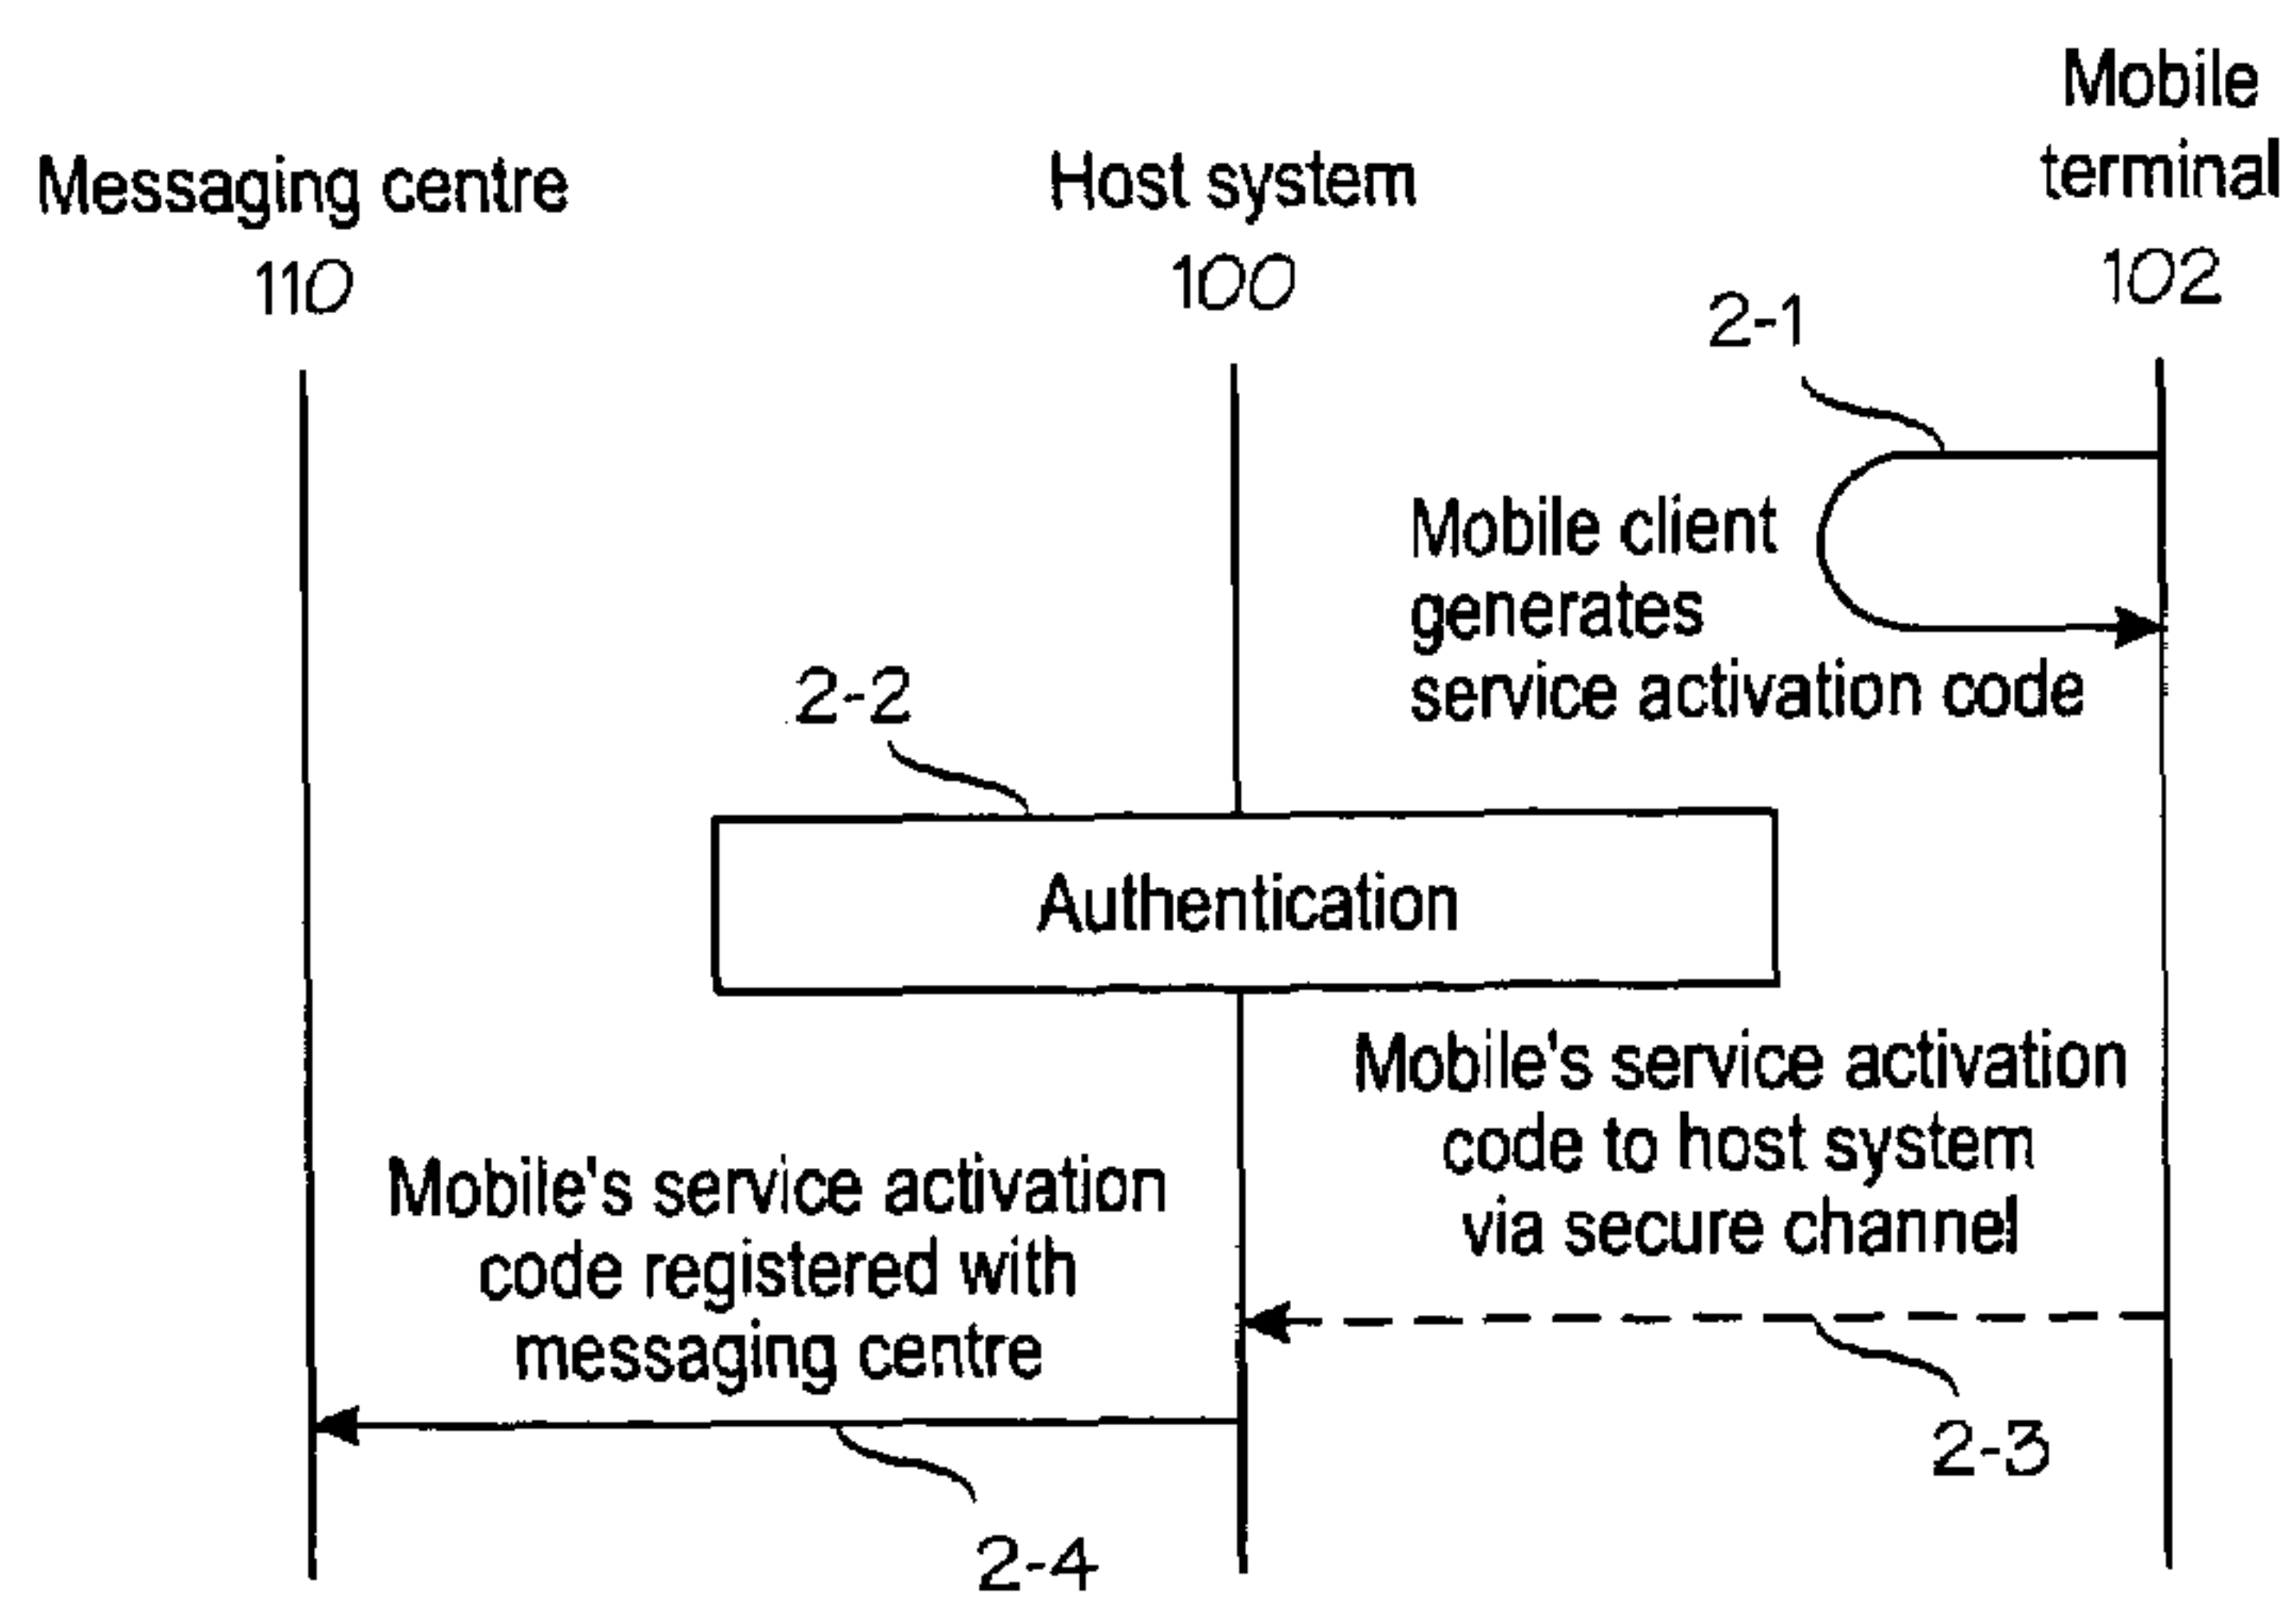 Messaging centre
110
Host system
100
Mobile
terminal
102
2-1
Mobile client
generates
service activation code
2-2
Authentication
Mobile's service activation
code to host system
via secure channel
2-3
Mobile's service activation
code registered with
messaging centre
2-4